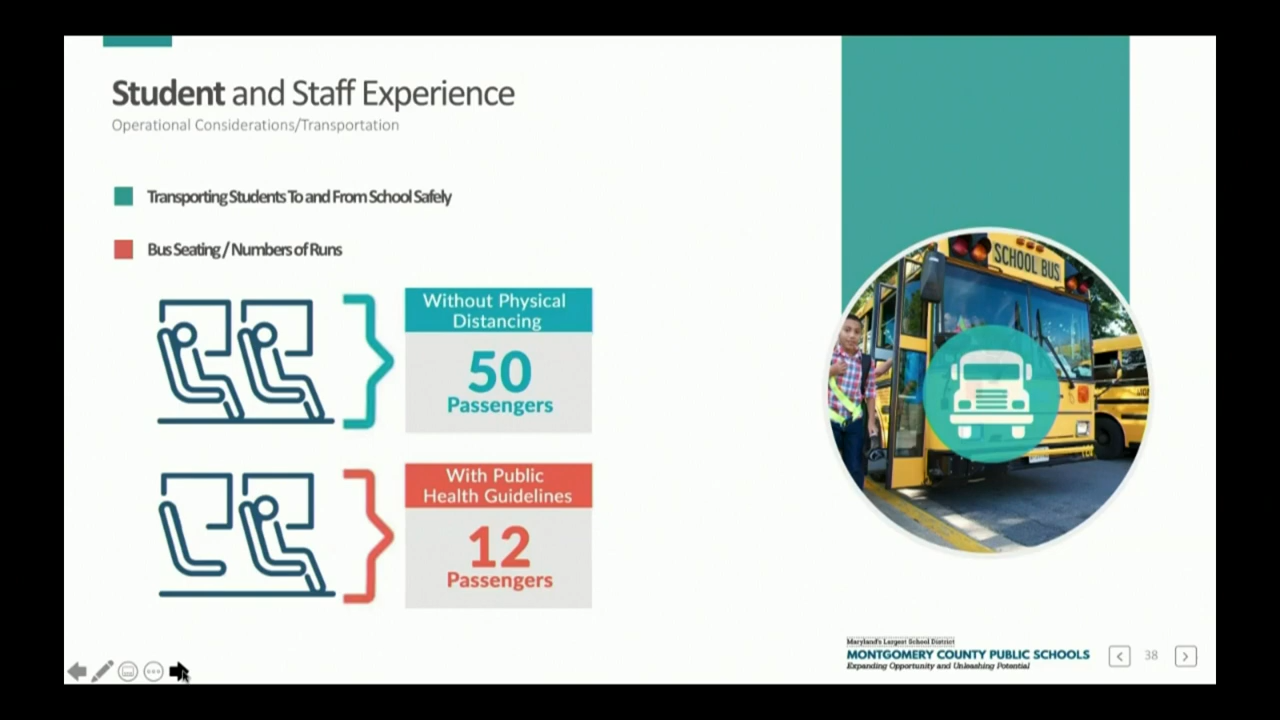 Student and Staff Experience
Operational Considerations/Transportation
Transporting Students To and From School Safely
Bus Seating / Numbers of Runs
Without Physical
Distancing
50
Passengers
With Public
Health Guidelines
12
Passengers
SCHOOL BUS
Maryland's Largest School District
MONTGOMERY COUNTY PUBLIC SCHOOLS
Expanding Opportunity and Unleashing Potential
38